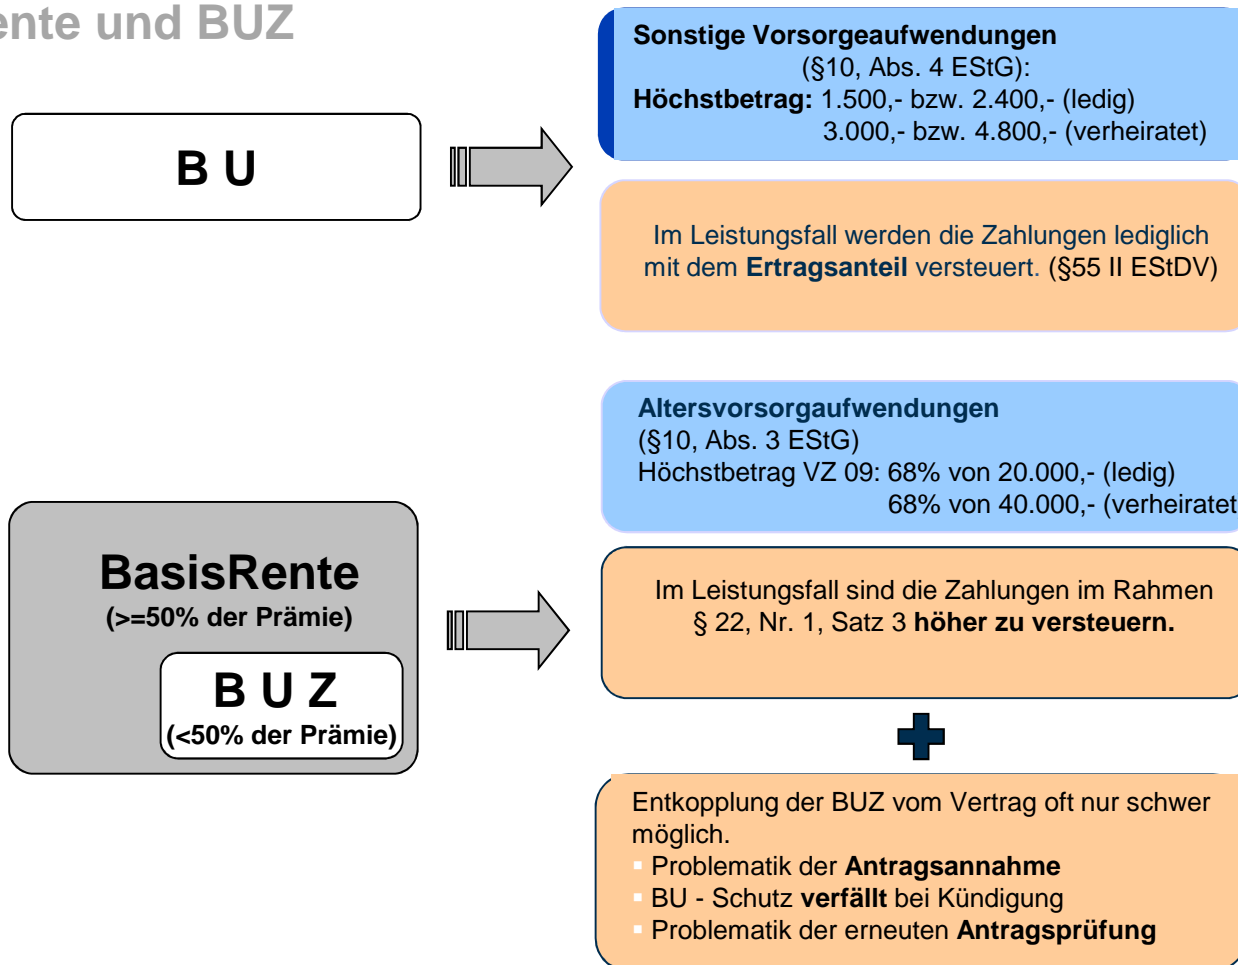 ente und BUZ
B U
Sonstige Vorsorgeaufwendungen
(§10, Abs. 4 EStG):
Höchstbetrag: 1.500,- bzw. 2.400,- (ledig)
3.000,- bzw. 4.800,- (verheiratet)
Im Leistungsfall werden die Zahlungen lediglich
mit dem Ertragsanteil versteuert. (§55 II EStDV)
BasisRente
(>=50% der Prämie)
B U Z
(<50% der Prämie)
Altersvorsorgaufwendungen
(§10, Abs. 3 EStG)
Höchstbetrag VZ 09: 68% von 20.000,- (ledig)
68% von 40.000,- (verheiratet
Im Leistungsfall sind die Zahlungen im Rahmen
§ 22, Nr. 1, Satz 3 höher zu versteuern.
Entkopplung der BUZ vom Vertrag oft nur schwer
möglich.
▪ Problematik der Antragsannahme
▪ BU - Schutz verfällt bei Kündigung
▪ Problematik der erneuten Antragsprüfung